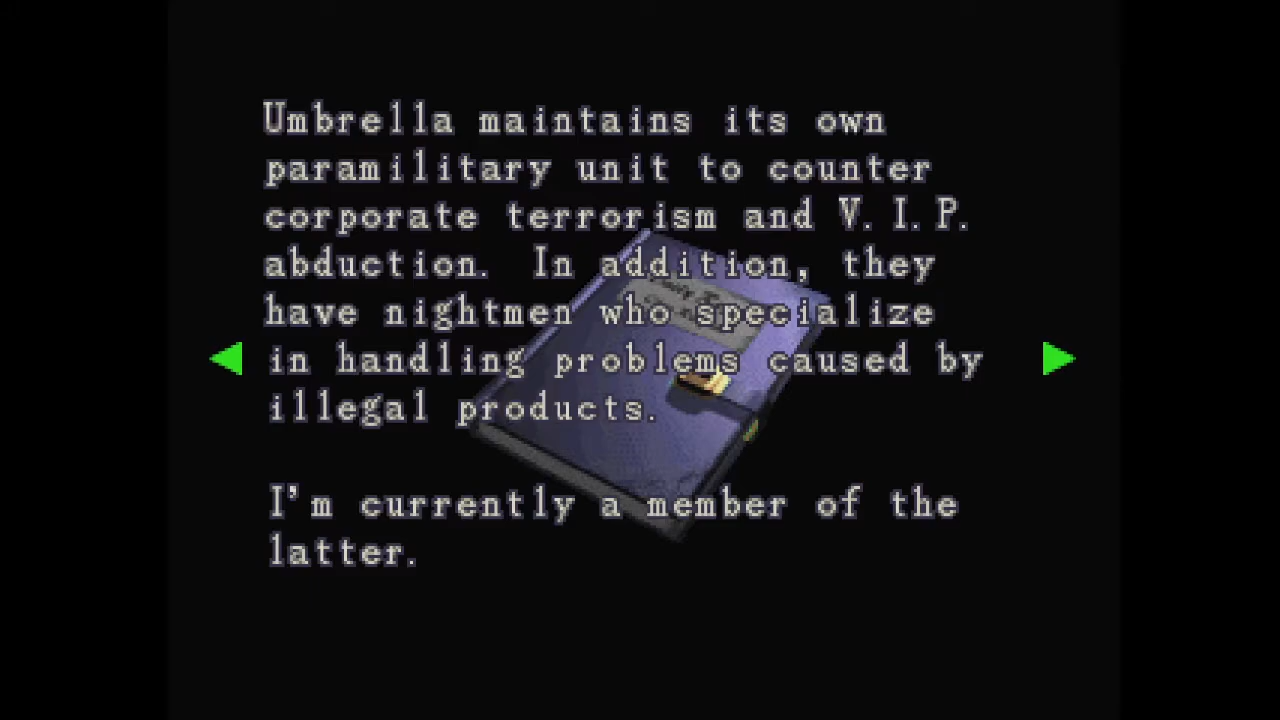 Umbrella maintains its own
paramilitary unit to counter
corporate terrorism and V.I.P.
abduction. In addition, they
have nightmen who specialize
in handling problems caused by
illegal products.
I'm currently a member of the
latter.